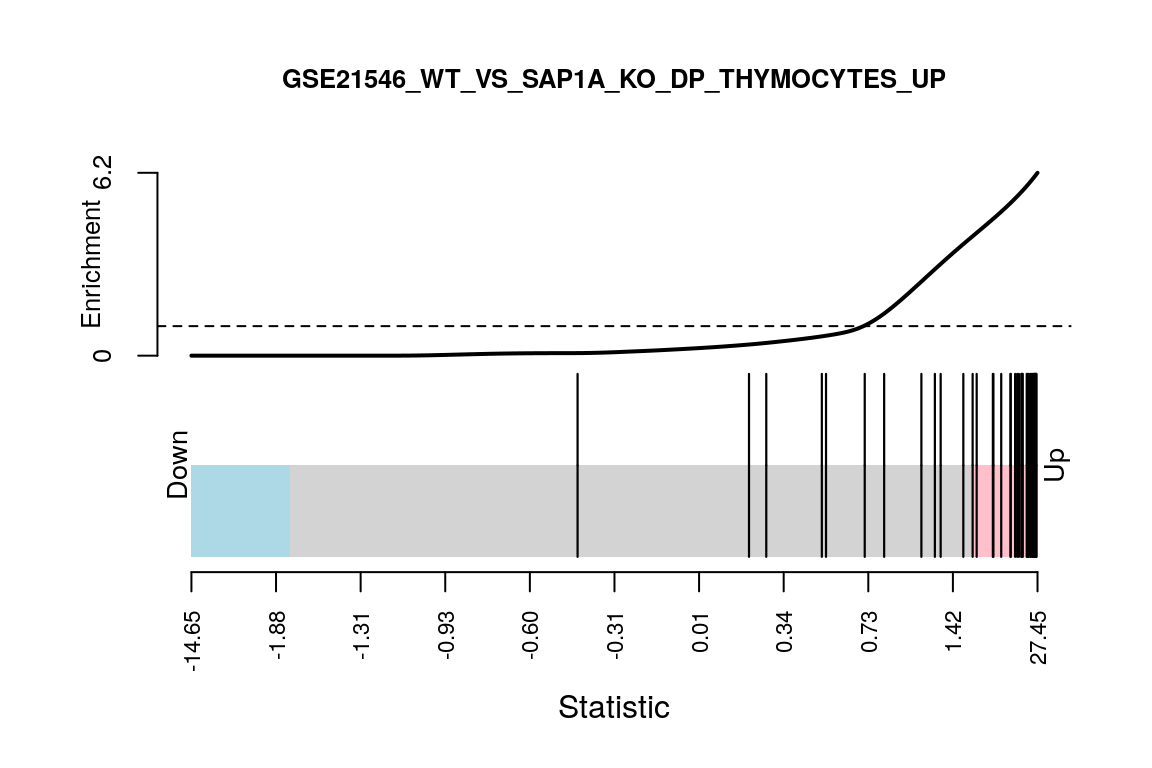 GSE21546_WT_VS_SAP1A_KO_DP_THYMOCYTES_UP
6.2
Enrichment
0
Down
Up
-14.65
-1.88
-1.31
-0.93
-0.60
-0.31
0.01
0.34
0.73
1.42
27.45
Statistic